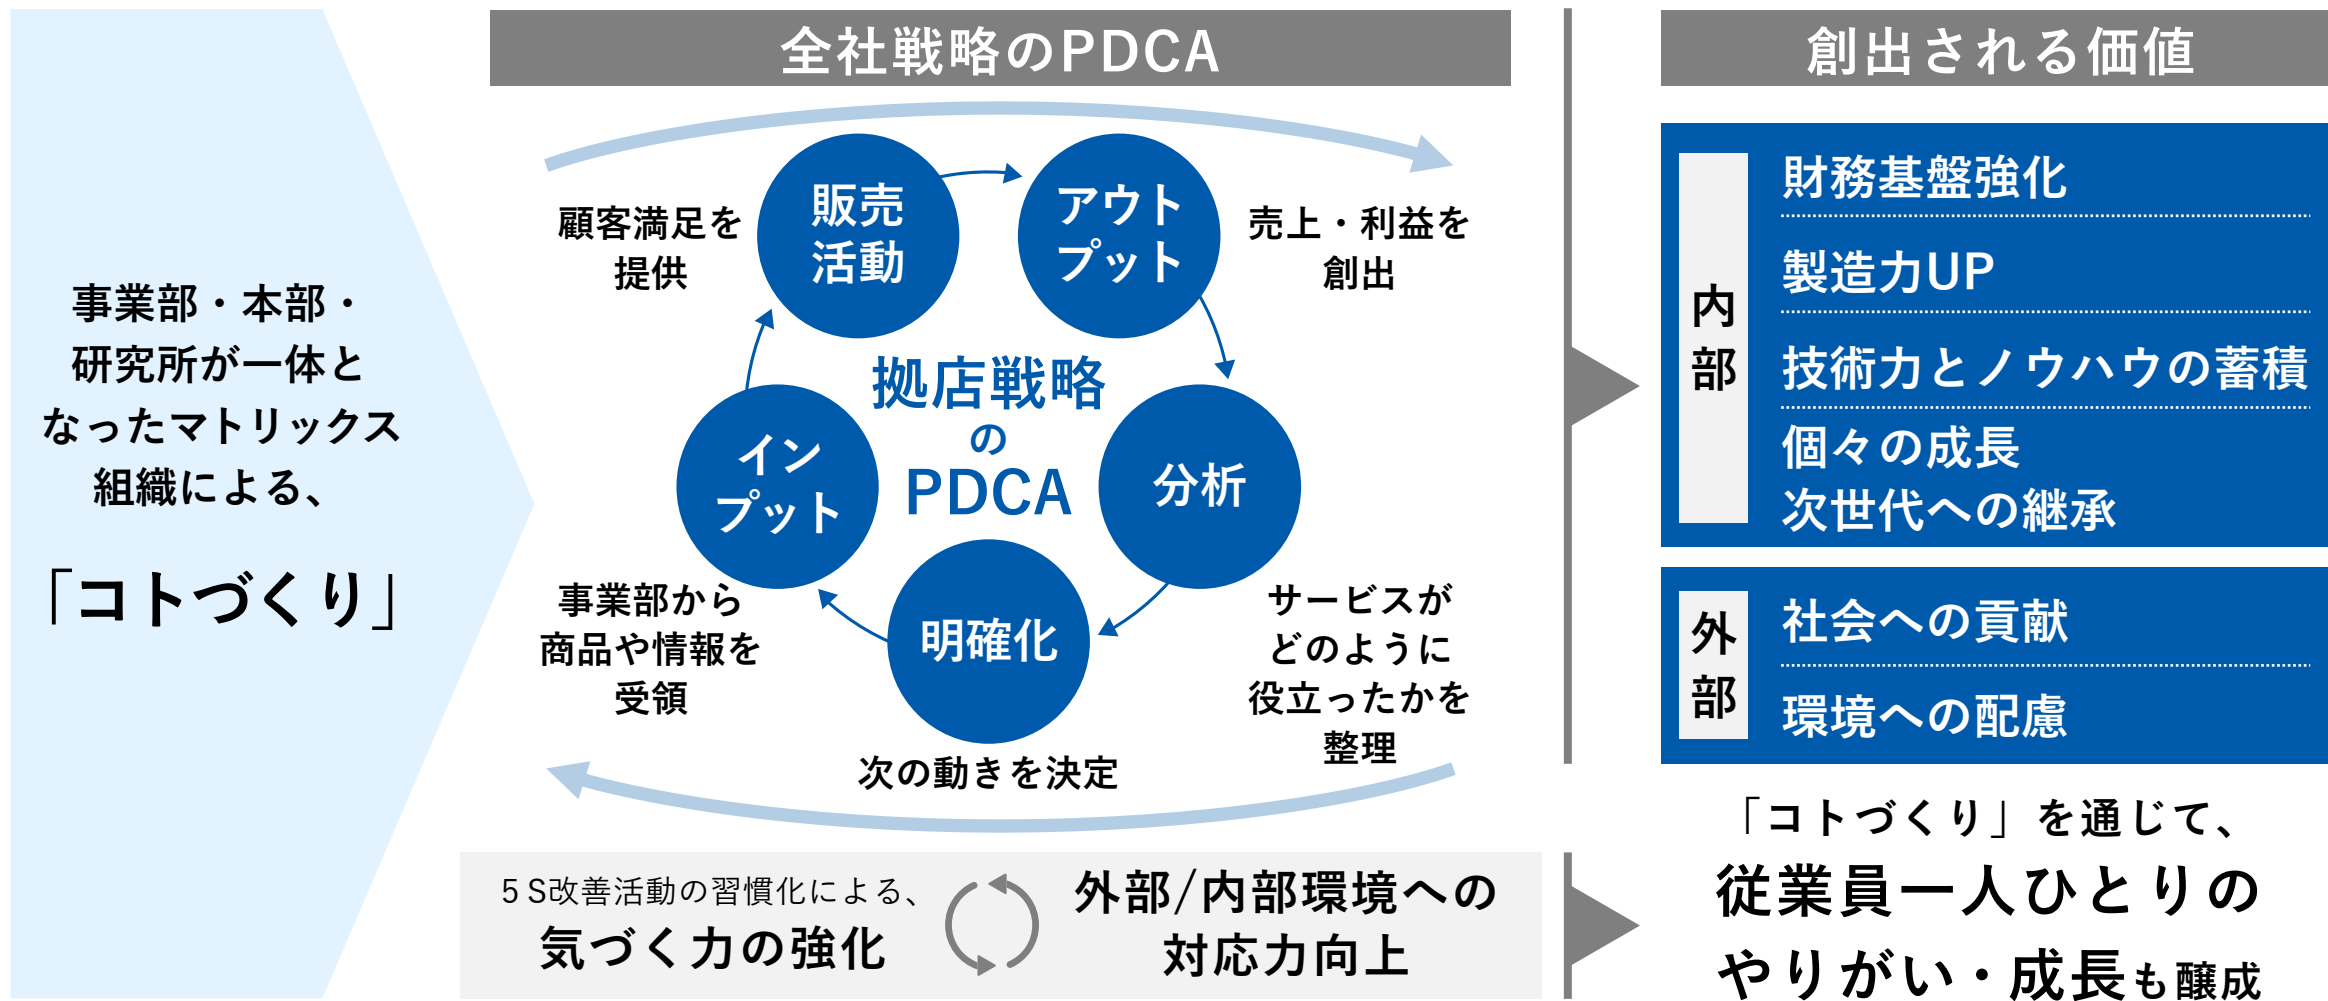 事業部・本部・
研究所が一体と
なったマトリックス
組織による、
「コトづくり」
全社戦略のPDCA
顧客満足を
提供
販売
活動
アウト
プット
売上・利益を
創出
拠店戦略
の
PDCA
イン
プット
分析
事業部から
商品や情報を
受領
明確化
サービスが
どのように
役立ったかを
整理
次の動きを決定
5S改善活動の習慣化による、
気づく力の強化
外部/内部環境への
対応力向上
創出される価値
内部
財務基盤強化
製造力UP
技術力とノウハウの蓄積
個々の成長
次世代への継承
外部
社会への貢献
環境への配慮
「コトづくり」を通じて、
従業員一人ひとりの
やりがい・成長も醸成